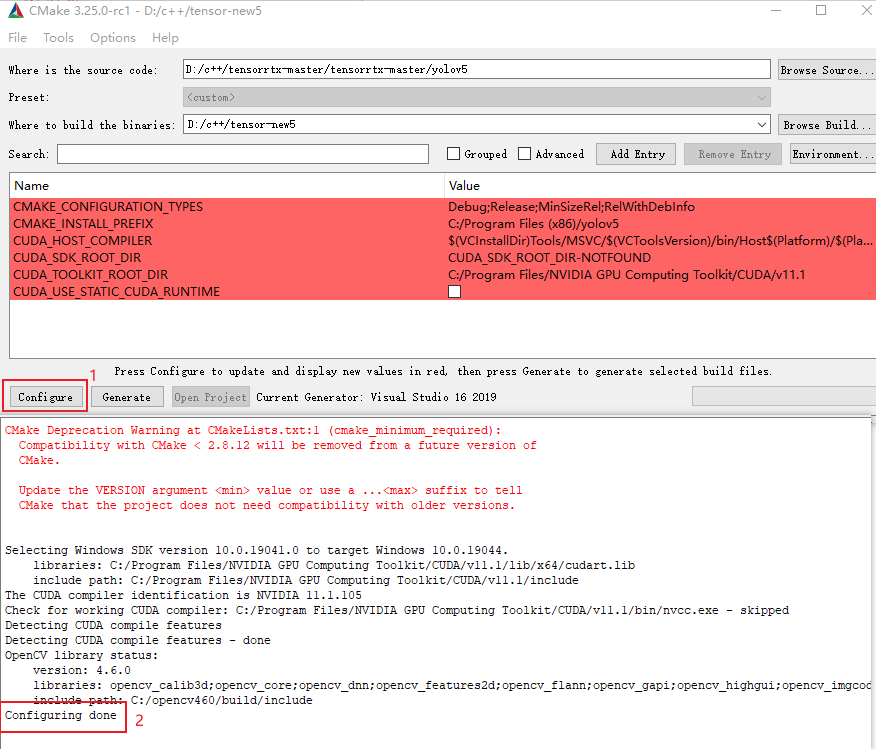 CMake 3.25.0-rc1 - D:/c++/tensor-new5
File Tools Options Help
Where is the source code: D:/c++/tensorrtx-master/tensorrtx-master/yolov5 Browse Source...
Preset: <custom>
Where to build the binaries: D:/c++/tensor-new5 Browse Build...
Search: Grouped Advanced Add Entry Remove Entry Environment...
Name Value
CMAKE_CONFIGURATION_TYPES Debug;Release;MinSizeRel;RelWithDebInfo
CMAKE_INSTALL_PREFIX C:/Program Files (x86)/yolov5
CUDA_HOST_COMPILER $(VCInstallDir)Tools/MSVC/$(VCToolsVersion)/bin/Host$(Platform)/$(Pla...
CUDA_SDK_ROOT_DIR CUDA_SDK_ROOT_DIR-NOTFOUND
CUDA_TOOLKIT_ROOT_DIR C:/Program Files/NVIDIA GPU Computing Toolkit/CUDA/v11.1
CUDA_USE_STATIC_CUDA_RUNTIME
Press Configure to update and display new values in red, then press Generate to generate selected build files.
1
Configure Generate Open Project Current Generator: Visual Studio 16 2019
CMake Deprecation Warning at CMakeLists.txt:1 (cmake_minimum_required):
Compatibility with CMake < 2.8.12 will be removed from a future version of
CMake.
Update the VERSION argument <min> value or use a ...<max> suffix to tell
CMake that the project does not need compatibility with older versions.
Selecting Windows SDK version 10.0.19041.0 to target Windows 10.0.19044.
libraries: C:/Program Files/NVIDIA GPU Computing Toolkit/CUDA/v11.1/lib/x64/cudart.lib
include path: C:/Program Files/NVIDIA GPU Computing Toolkit/CUDA/v11.1/include
The CUDA compiler identification is NVIDIA 11.1.105
Check for working CUDA compiler: C:/Program Files/NVIDIA GPU Computing Toolkit/CUDA/v11.1/bin/nvcc.exe - skipped
Detecting CUDA compile features
Detecting CUDA compile features - done
OpenCV library status:
version: 4.6.0
libraries: opencv_calib3d;opencv_core;opencv_dnn;opencv_features2d;opencv_flann;opencv_gapi;opencv_highgui;opencv_imgcod
include path: C:/opencv460/build/include
Configuring done 2